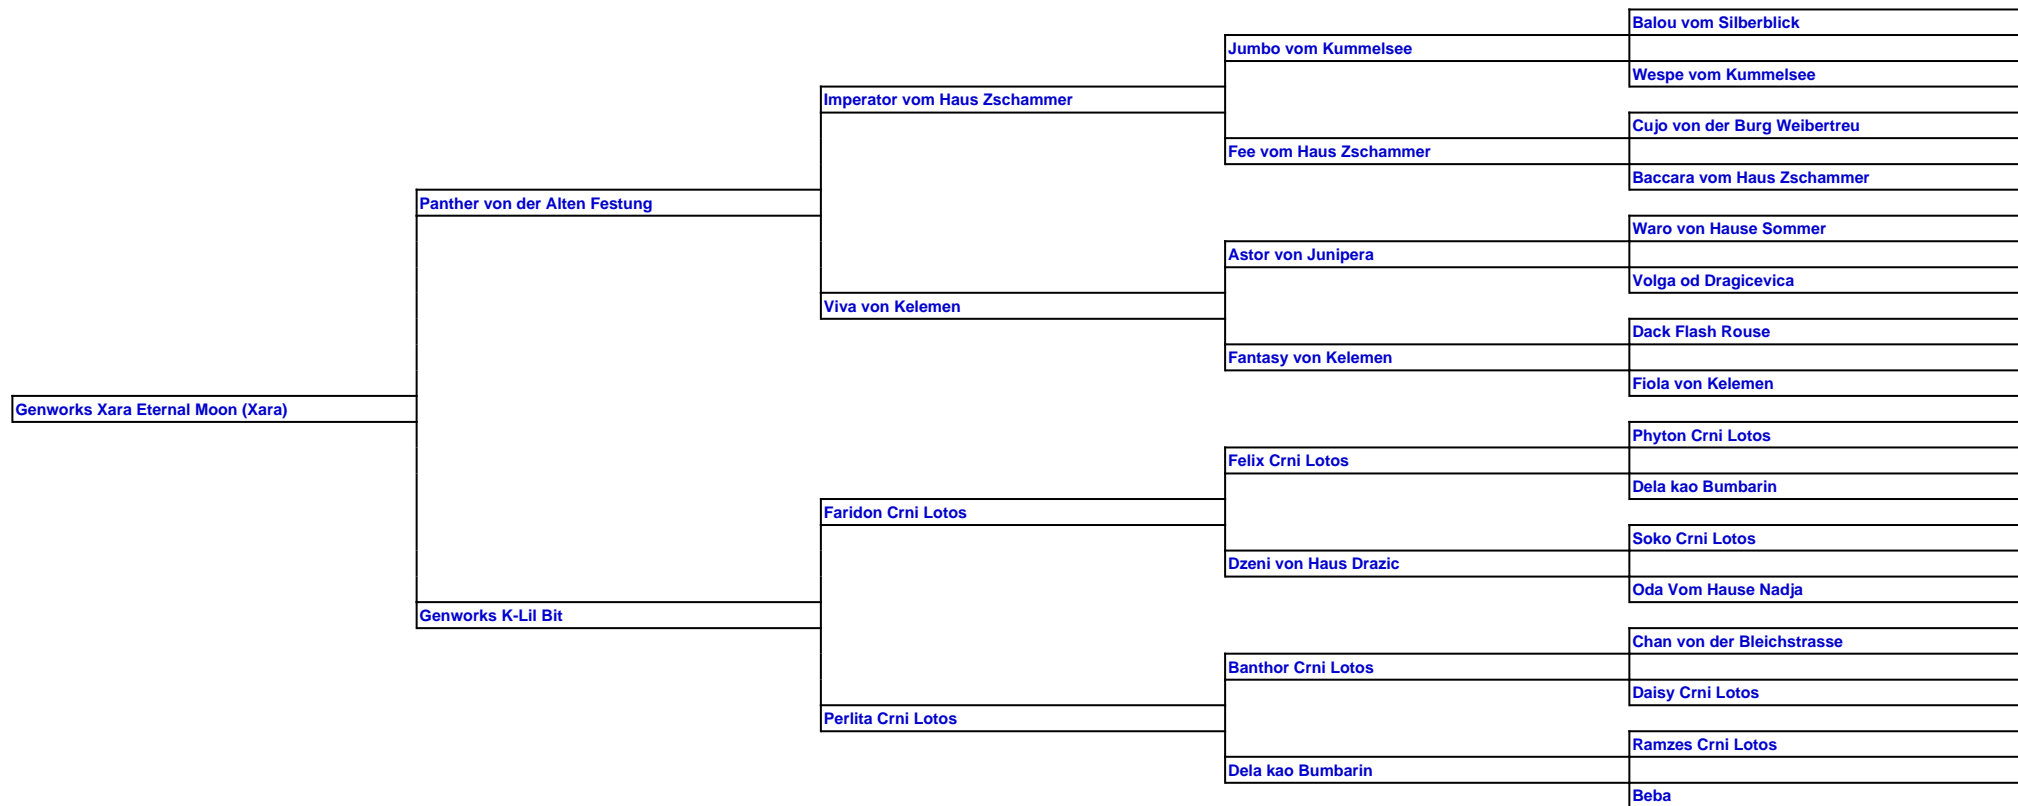 Balou vom Silberblick
Jumbo vom Kummelsee
Wespe vom Kummelsee
Imperator vom Haus Zschammer
Cujo von der Burg Weibertreu
Fee vom Haus Zschammer
Baccara vom Haus Zschammer
Panther von der Alten Festung
Waro von Hause Sommer
Astor von Junipera
Volga od Dragicevica
Viva von Kelemen
Dack Flash Rouse
Fantasy von Kelemen
Fiola von Kelemen
Genworks Xara Eternal Moon (Xara)
Phyton Crni Lotos
Felix Crni Lotos
Dela kao Bumbarin
Faridon Crni Lotos
Soko Crni Lotos
Dzeni von Haus Drazic
Oda Vom Hause Nadja
Genworks K-Lil Bit
Chan von der Bleichstrasse
Banthor Crni Lotos
Daisy Crni Lotos
Perlita Crni Lotos
Ramzes Crni Lotos
Dela kao Bumbarin
Beba